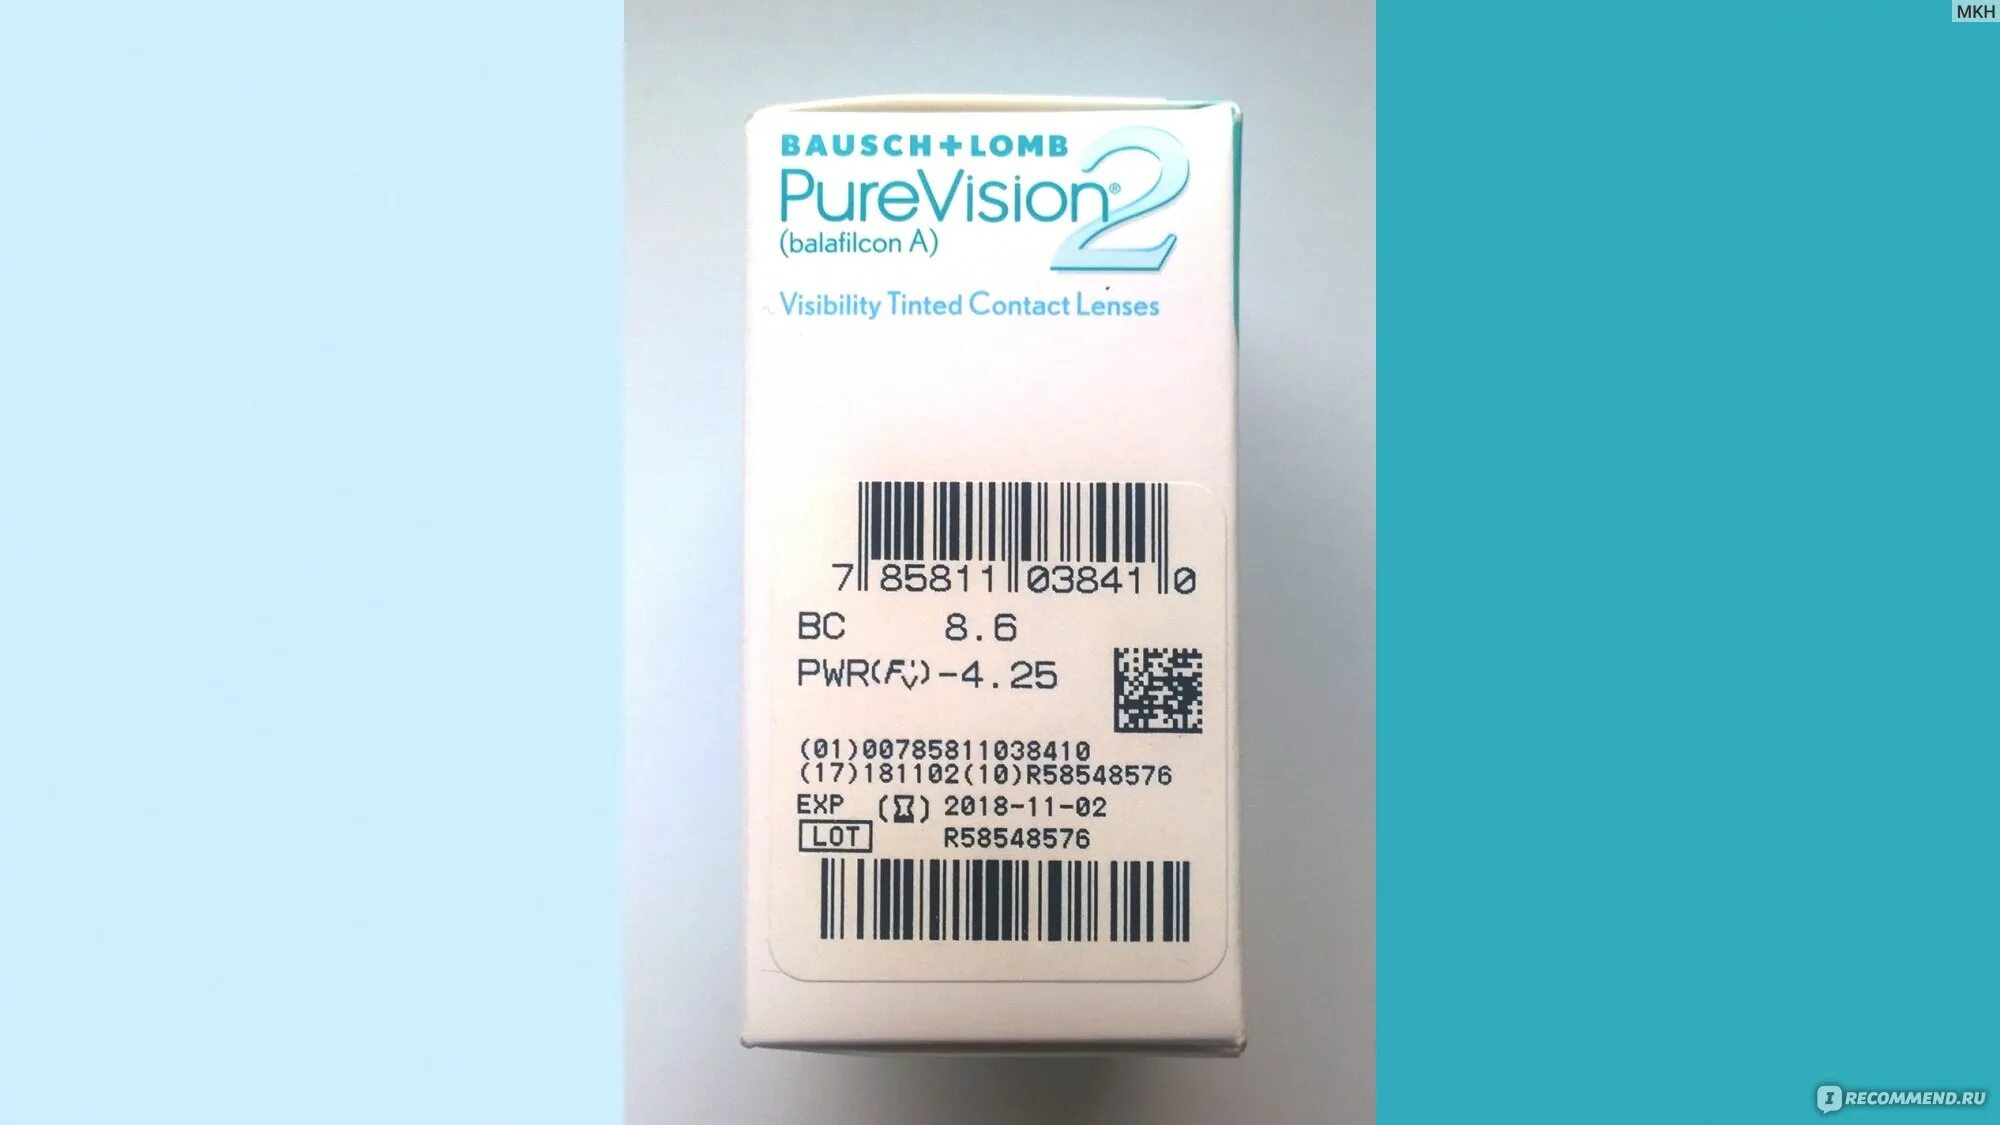 MKH
BAUSCH+LOMB
PureVision® 2
(balafilcon A)
Visibility Tinted Contact Lenses
7 85811 03841 0
BC 8.6
PWR(F'v) -4.25
(01)00785811038410
(17)181102(10)R58548576
EXP 2018-11-02
LOT R58548576
IRECOMMEND.RU